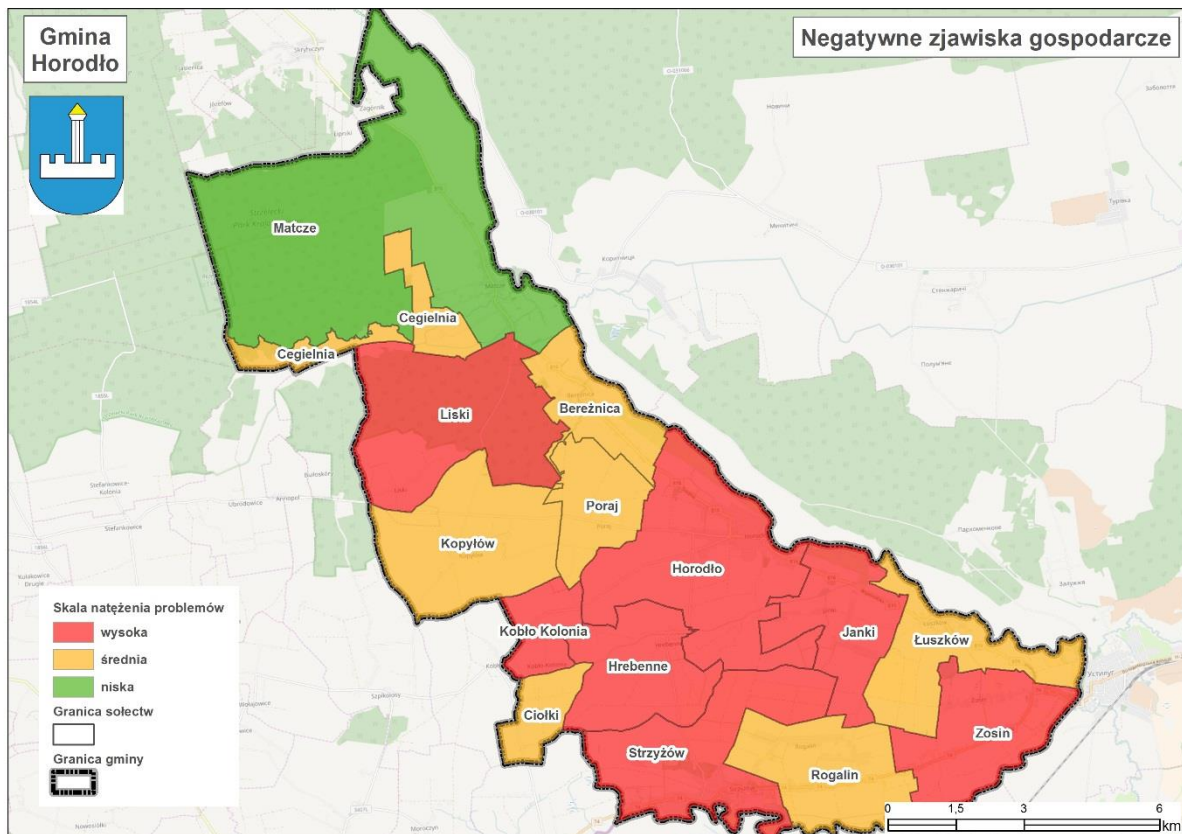 Gmina
Horodło
Negatywne zjawiska gospodarcze
Matcze
Cegielnia
Cegielnia
Liski
Bereźnica
Poraj
Kopyłów
Horodło
Kobło Kolonia
Janki
Łuszków
Hrebenne
Ciołki
Zosin
Strzyżów
Rogalin
Skala natężenia problemów
wysoka
średnia
niska
Granica sołectw
Granica gminy
0 1,5 3 6
km